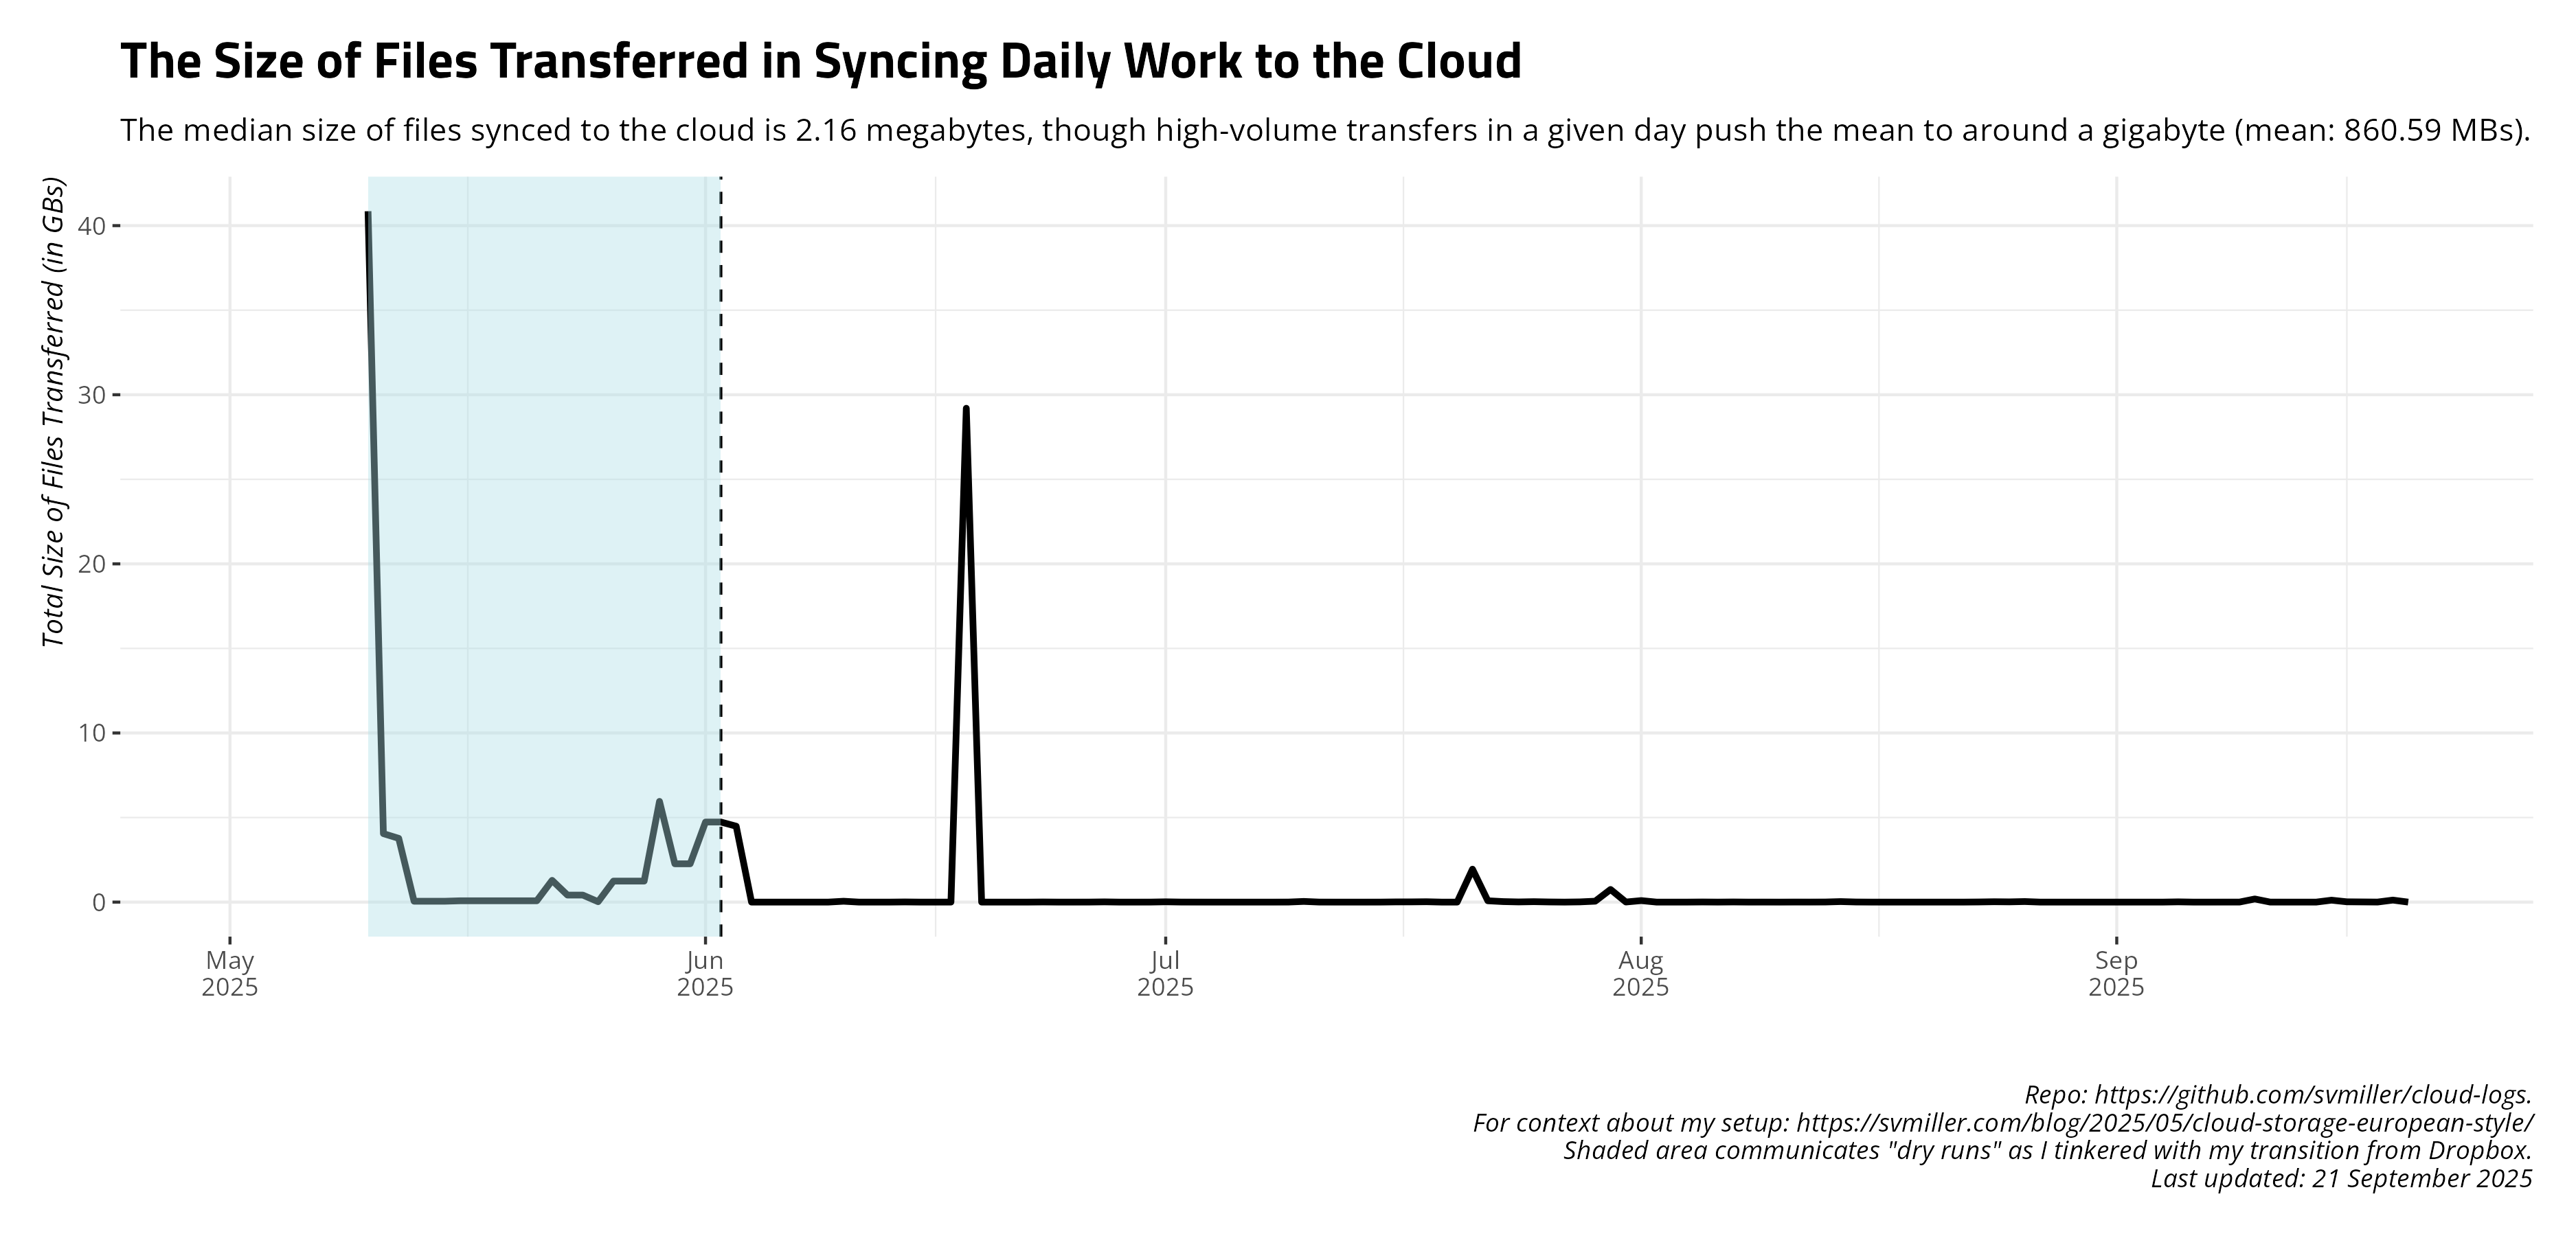 The Size of Files Transferred in Syncing Daily Work to the Cloud
The median size of files synced to the cloud is 2.16 megabytes, though high-volume transfers in a given day push the mean to around a gigabyte (mean: 860.59 MBs).
Total Size of Files Transferred (in GBs)
40
30
20
10
0
May
2025
Jun
2025
Jul
2025
Aug
2025
Sep
2025
Repo: https://github.com/svmiller/cloud-logs.
For context about my setup: https://svmiller.com/blog/2025/05/cloud-storage-european-style/
Shaded area communicates "dry runs" as I tinkered with my transition from Dropbox.
Last updated: 21 September 2025